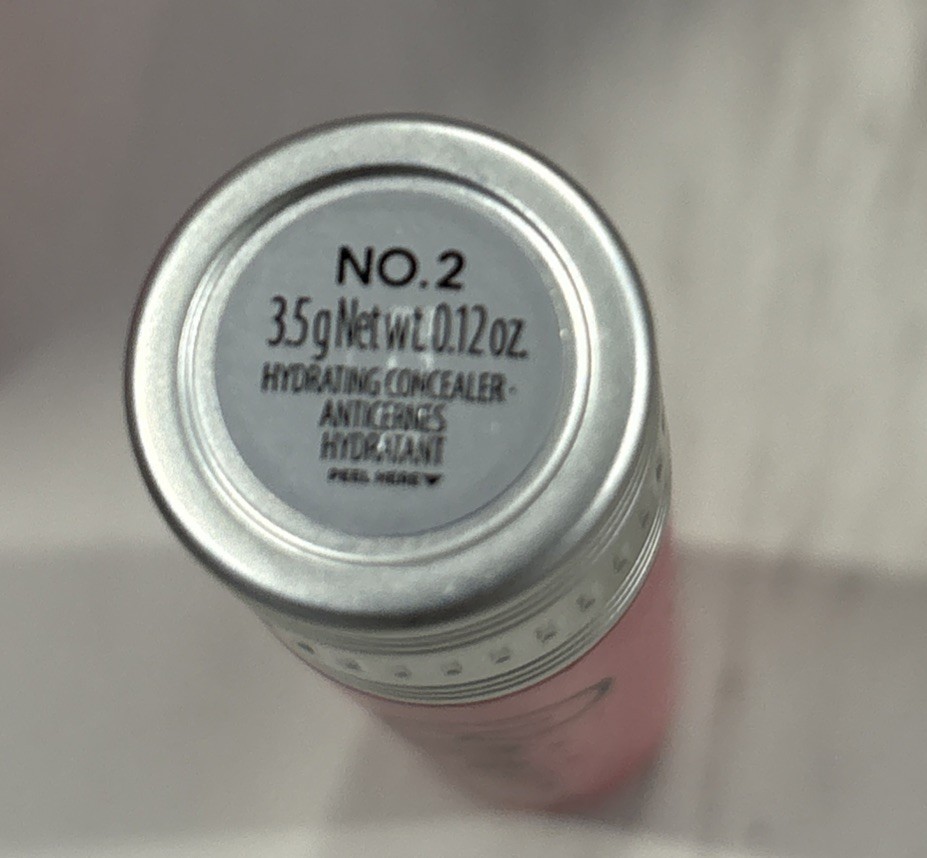 NO.2
3.5 g Net wt. 0.12 oz.
HYDRATING CONCEALER -
ANTICERNES
HYDRATANT
PEEL HERE▼